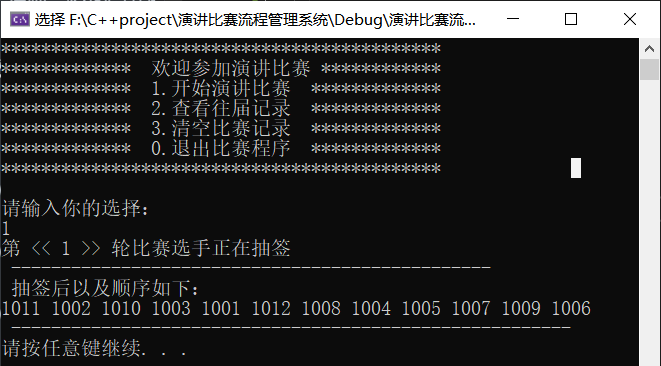 选择 F:\C++project\演讲比赛流程管理系统\Debug\演讲比赛流...
********************************************
************* 欢迎参加演讲比赛 ************
************* 1.开始演讲比赛 *************
************* 2.查看往届记录 *************
************* 3.清空比赛记录 *************
************* 0.退出比赛程序 *************
********************************************
请输入你的选择：
1
第 << 1 >> 轮比赛选手正在抽签
------------------------------------------------
抽签后以及顺序如下：
1011 1002 1010 1003 1001 1012 1008 1004 1005 1007 1009 1006
--------------------------------------------------------
请按任意键继续. . .